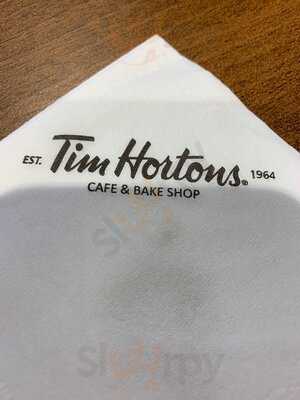 EST. Tim Hortons® 1964
CAFE & BAKE SHOP